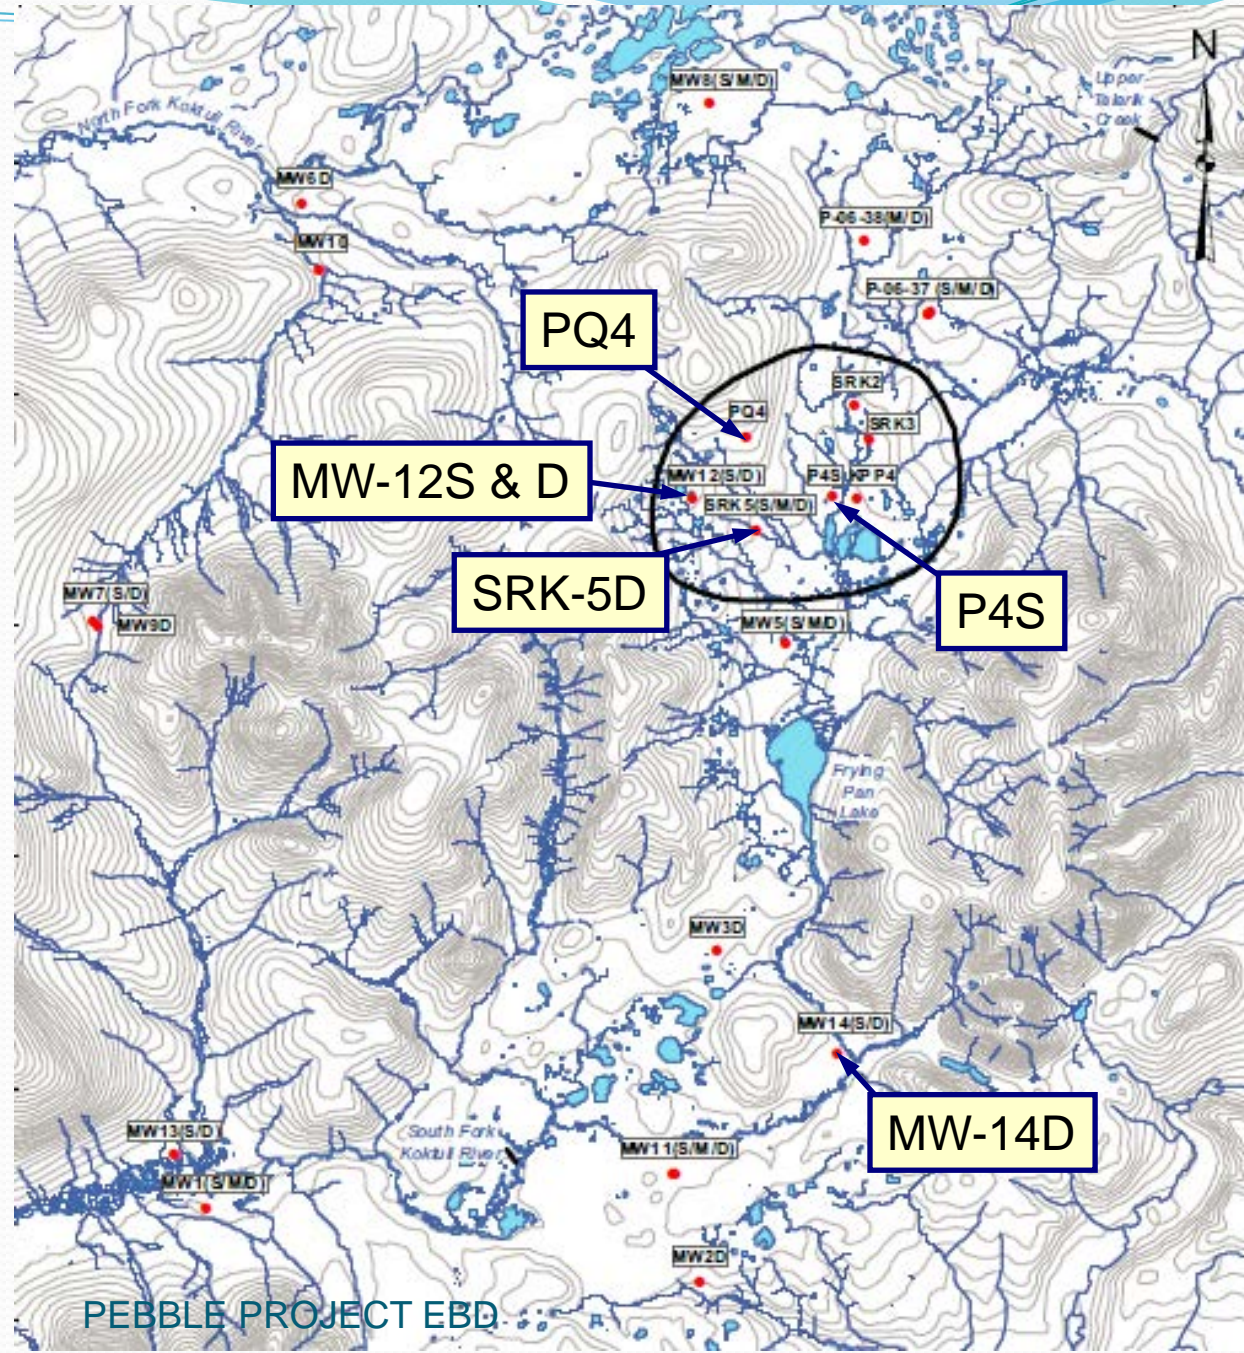 N
MW8(S/M/D)
Upper
Talarik
Creek
North Fork Koktuli River
MW6D
P-06-38(M/D)
MW10
P-06-37 (S/M/D)
PQ4
SRK2
PQ4
SRK3
MW-12S & D
MW12(S/D)
P4S
KPP4
SRK5(S/M/D)
SRK-5D
P4S
MW7(S/D)
MW9D
MW5(S/M/D)
Frying
Pan
Lake
MW3D
MW14(S/D)
MW-14D
MW13(S/D)
South Fork
Koktuli River
MW11(S/M/D)
MW1(S/M/D)
MW2D
PEBBLE PROJECT EBD